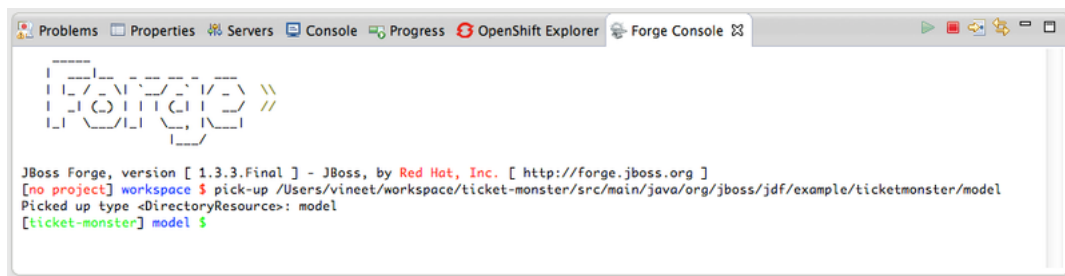 Problems Properties Servers Console Progress OpenShift Explorer Forge Console
Forge
JBoss Forge, version [ 1.3.3.Final ] - JBoss, by Red Hat, Inc. [ http://forge.jboss.org ]
[no project] workspace $ pick-up /Users/vineet/workspace/ticket-monster/src/main/java/org/jboss/jdf/example/ticketmonster/model
Picked up type <DirectoryResource>: model
[ticket-monster] model $